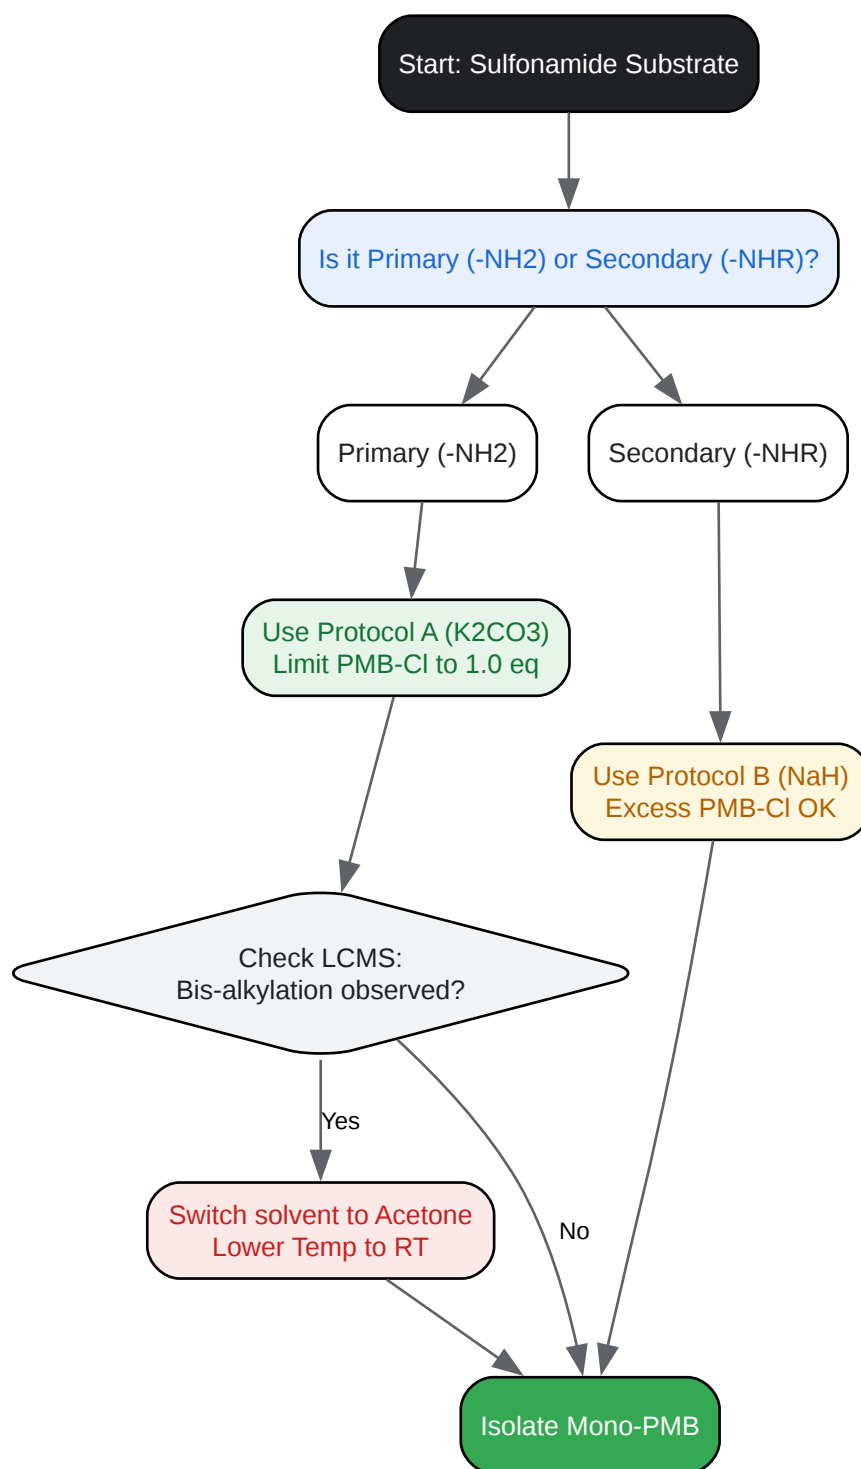 Start: Sulfonamide Substrate
Is it Primary (-NH2) or Secondary (-NHR)?
Primary (-NH2)
Secondary (-NHR)
Use Protocol A (K2CO3)
Limit PMB-Cl to 1.0 eq
Use Protocol B (NaH)
Excess PMB-Cl OK
Check LCMS:
Bis-alkylation observed?
Yes
Switch solvent to Acetone
Lower Temp to RT
No
Isolate Mono-PMB